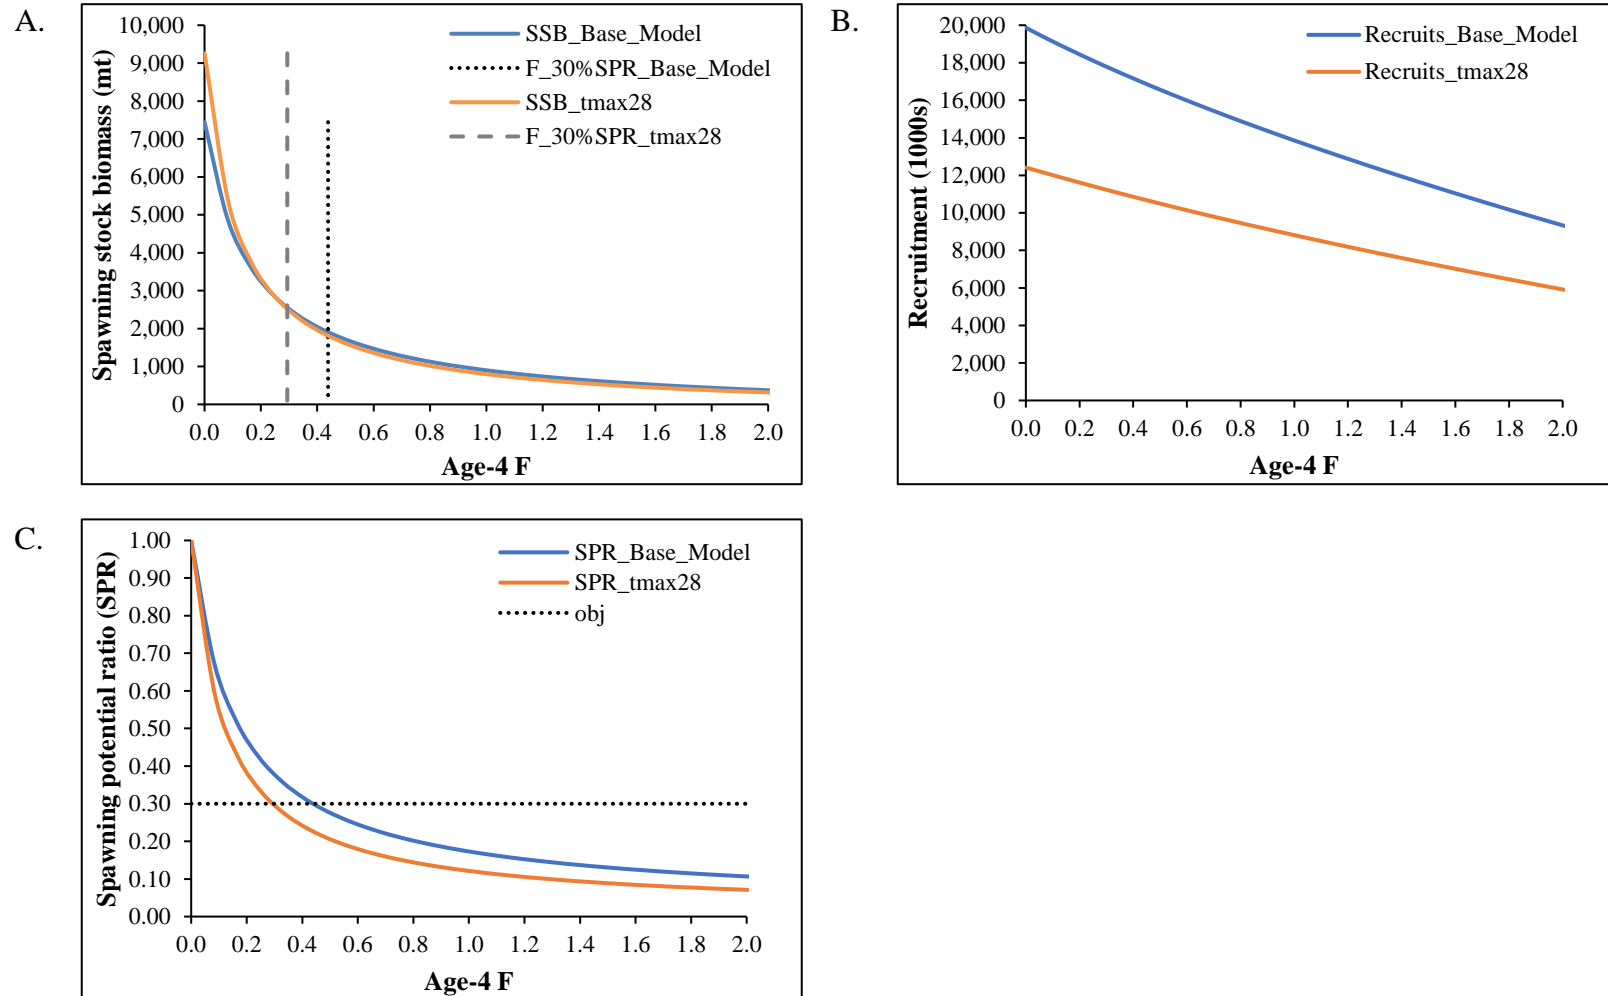 A.
10,000
9,000
8,000
7,000
6,000
5,000
4,000
3,000
2,000
1,000
0
Spawning stock biomass (mt)
SSB_Base_Model
F_30%SPR_Base_Model
SSB_tmax28
F_30%SPR_tmax28
0.0 0.2 0.4 0.6 0.8 1.0 1.2 1.4 1.6 1.8 2.0
Age-4 F
B.
20,000
18,000
16,000
14,000
12,000
10,000
8,000
6,000
4,000
2,000
0
Recruitment (1000s)
Recruits_Base_Model
Recruits_tmax28
0.0 0.2 0.4 0.6 0.8 1.0 1.2 1.4 1.6 1.8 2.0
Age-4 F
C.
1.00
0.90
0.80
0.70
0.60
0.50
0.40
0.30
0.20
0.10
0.00
Spawning potential ratio (SPR)
SPR_Base_Model
SPR_tmax28
obj
0.0 0.2 0.4 0.6 0.8 1.0 1.2 1.4 1.6 1.8 2.0
Age-4 F